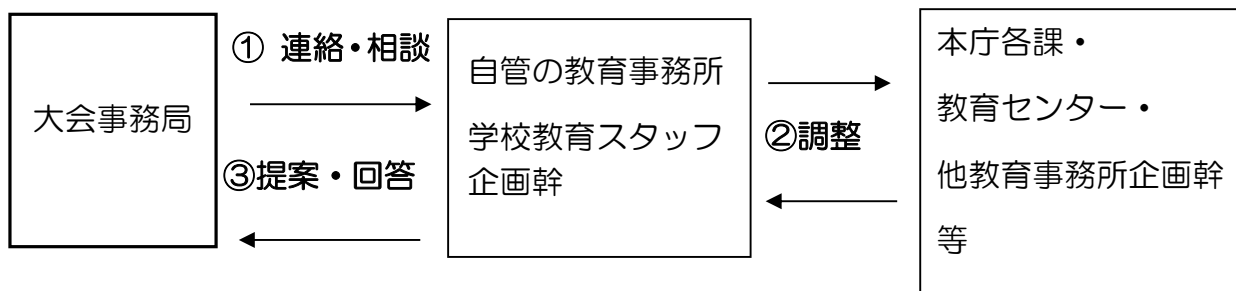 大会事務局
① 連絡・相談
③提案・回答
自管の教育事務所
学校教育スタッフ
企画幹
②調整
本庁各課・
教育センター・
他教育事務所企画幹
等